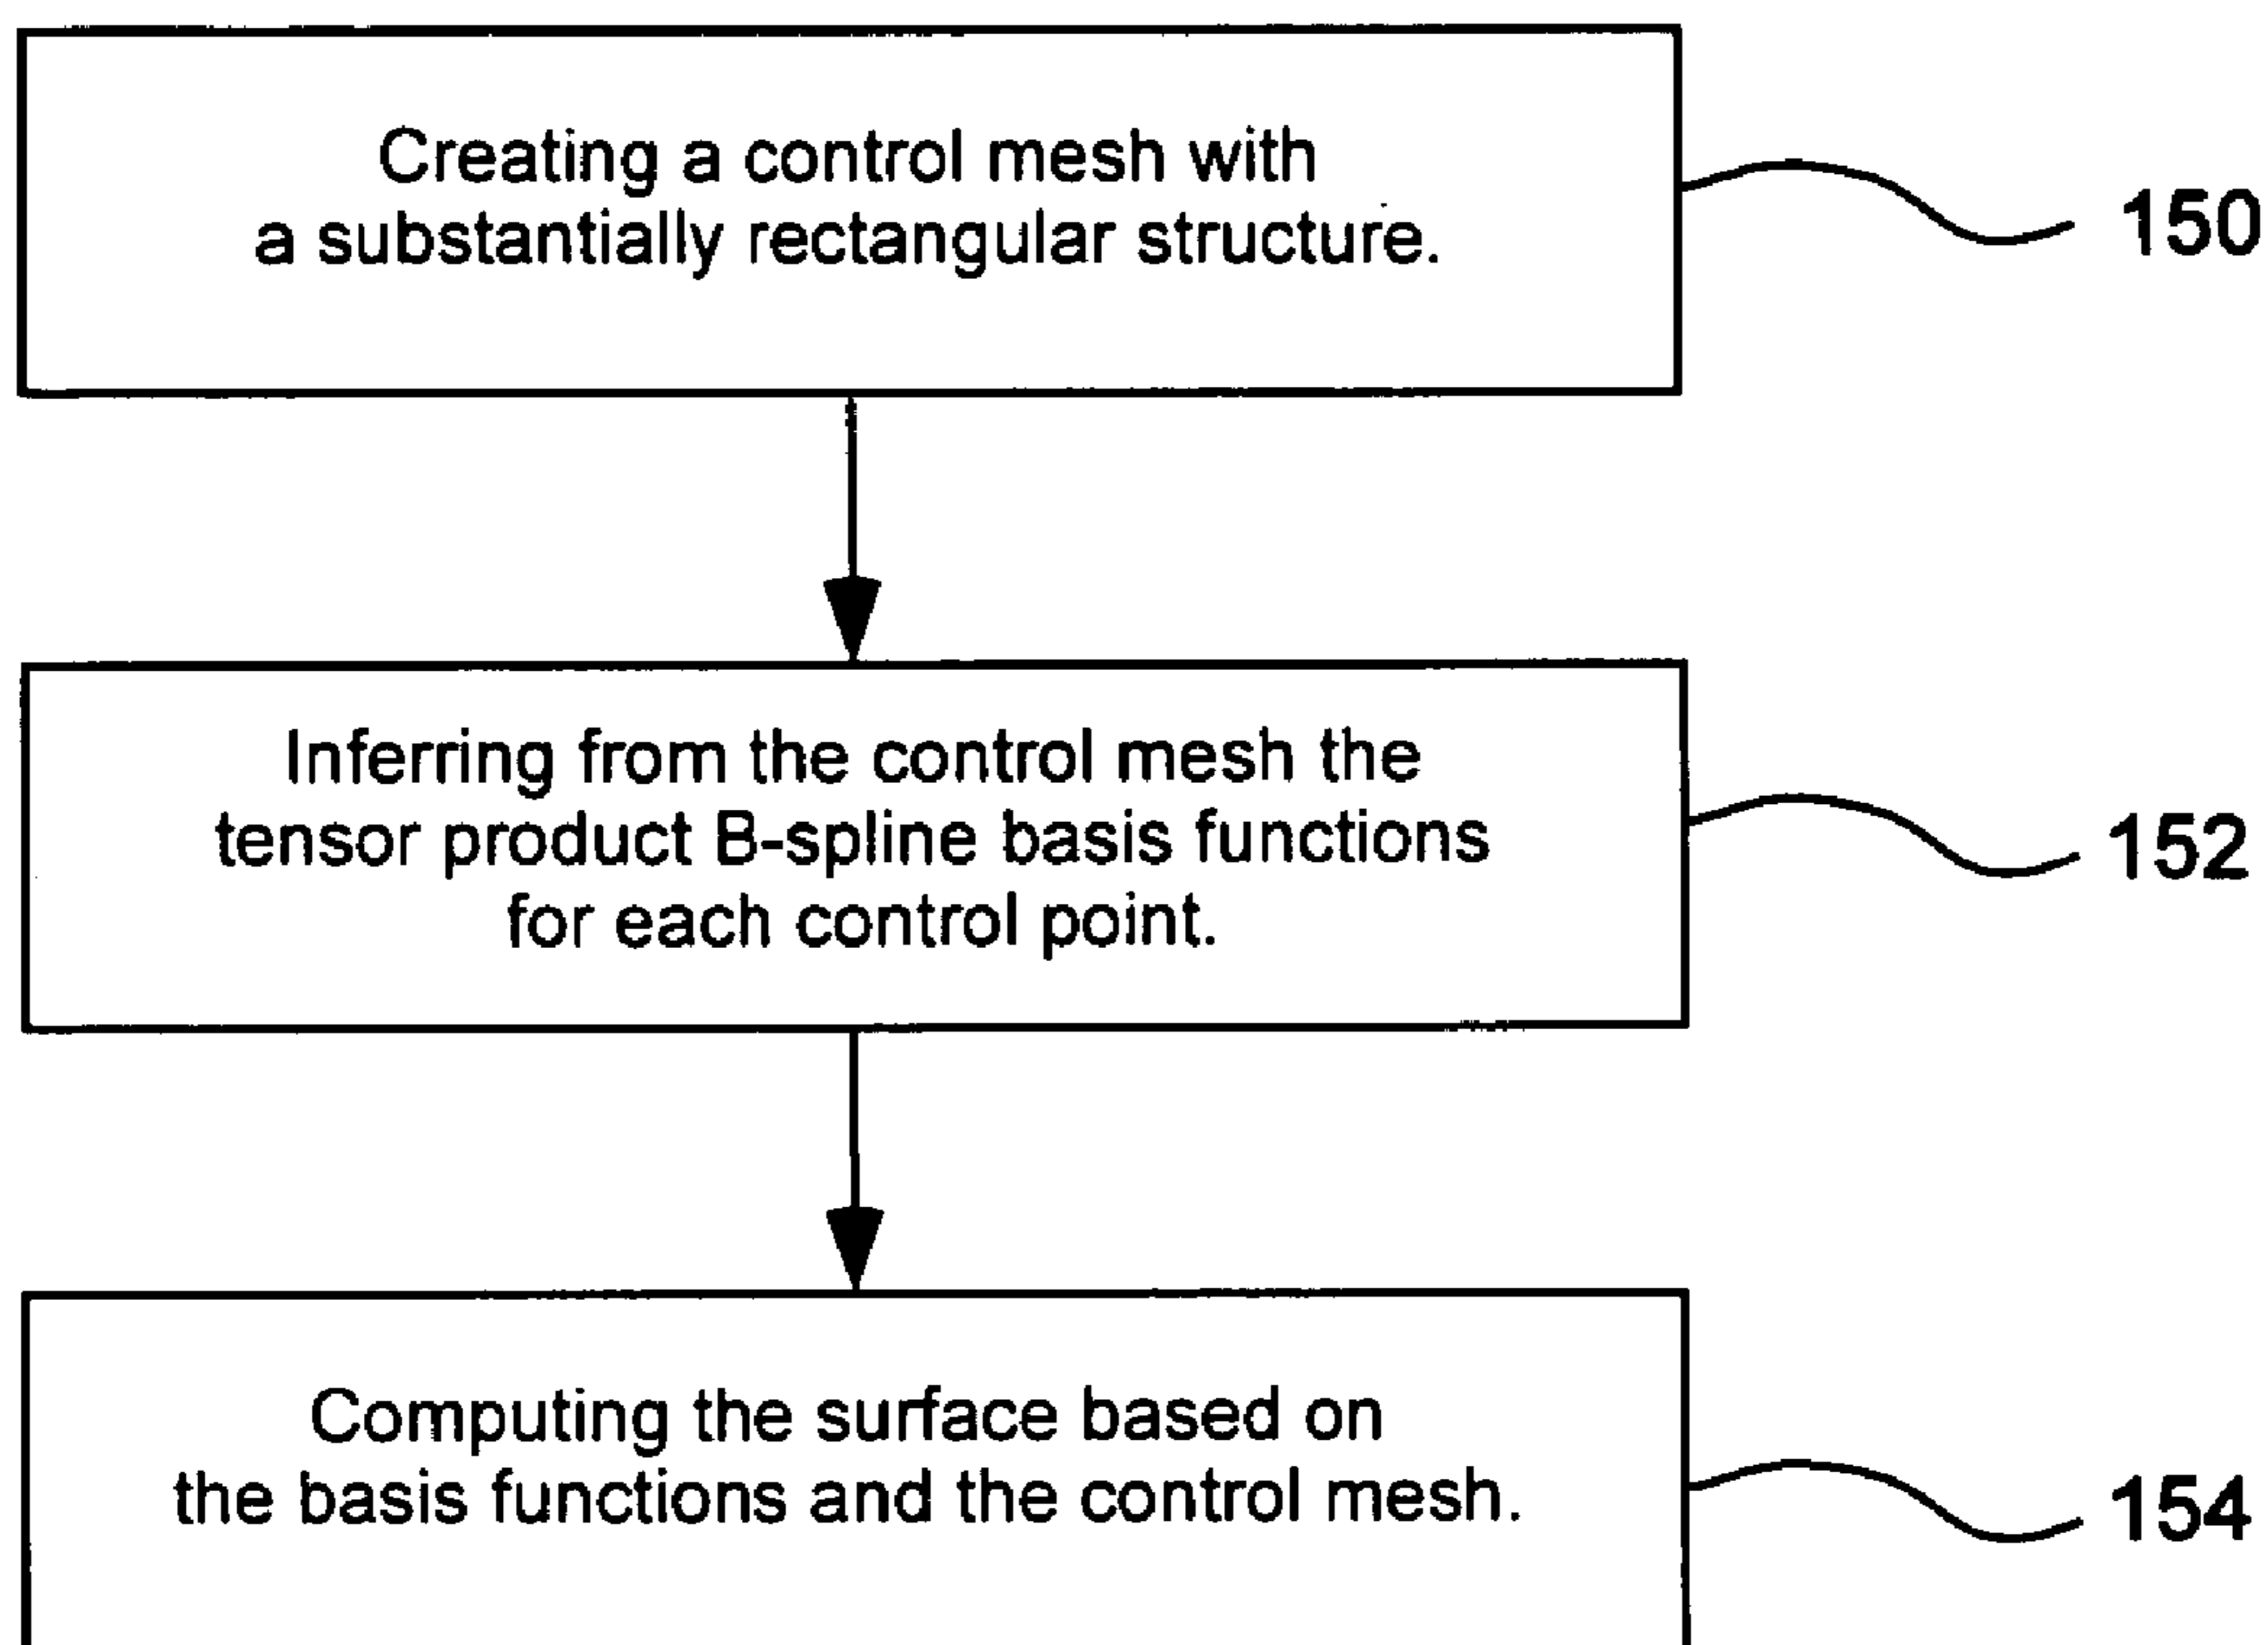 Creating a control mesh with
a substantially rectangular structure.
150
Inferring from the control mesh the
tensor product B-spline basis functions
for each control point.
152
Computing the surface based on
the basis functions and the control mesh.
154